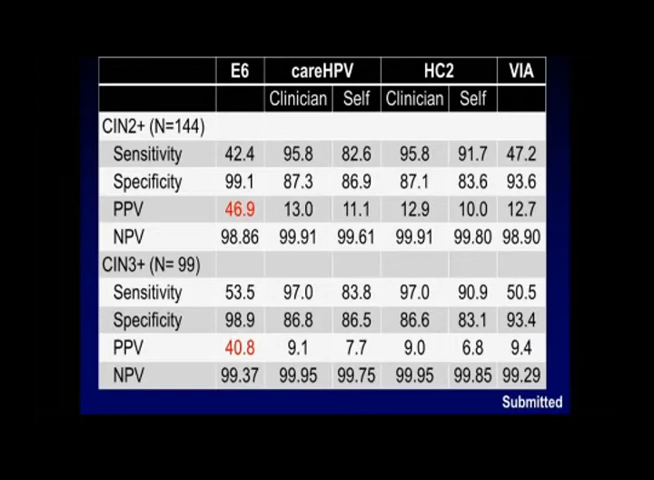 E6 careHPV HC2 VIA
Clinician Self Clinician Self
CIN2+ (N=144)
Sensitivity 42.4 95.8 82.6 95.8 91.7 47.2
Specificity 99.1 87.3 86.9 87.1 83.6 93.6
PPV 46.9 13.0 11.1 12.9 10.0 12.7
NPV 98.86 99.91 99.61 99.91 99.80 98.90
CIN3+ (N= 99)
Sensitivity 53.5 97.0 83.8 97.0 90.9 50.5
Specificity 98.9 86.8 86.5 86.6 83.1 93.4
PPV 40.8 9.1 7.7 9.0 6.8 9.4
NPV 99.37 99.95 99.75 99.95 99.85 99.29
Submitted